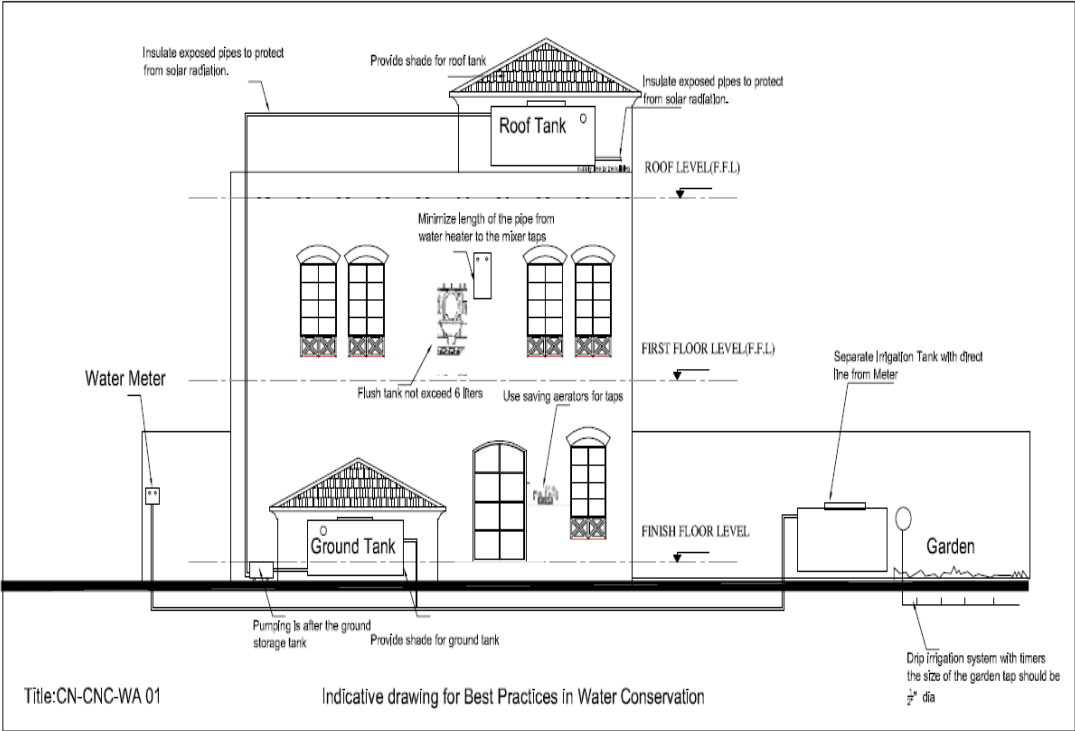 Insulate exposed pipes to protect
from solar radiation.
Provide shade for roof tank
Insulate exposed pipes to protect
from solar radiation.
Roof Tank
ROOF LEVEL(F.F.L)
Minimize length of the pipe from
water heater to the mixer taps
FIRST FLOOR LEVEL(F.F.L)
Separate Irrigation Tank with direct
line from Meter
Water Meter
Flush tank not exceed 6 liters
Use saving aerators for taps
FINISH FLOOR LEVEL
Ground Tank
Garden
Pumping is after the ground
storage tank
Provide shade for ground tank
Drip irrigation system with timers
the size of the garden tap should be
½" dia
Title:CN-CNC-WA 01
Indicative drawing for Best Practices in Water Conservation